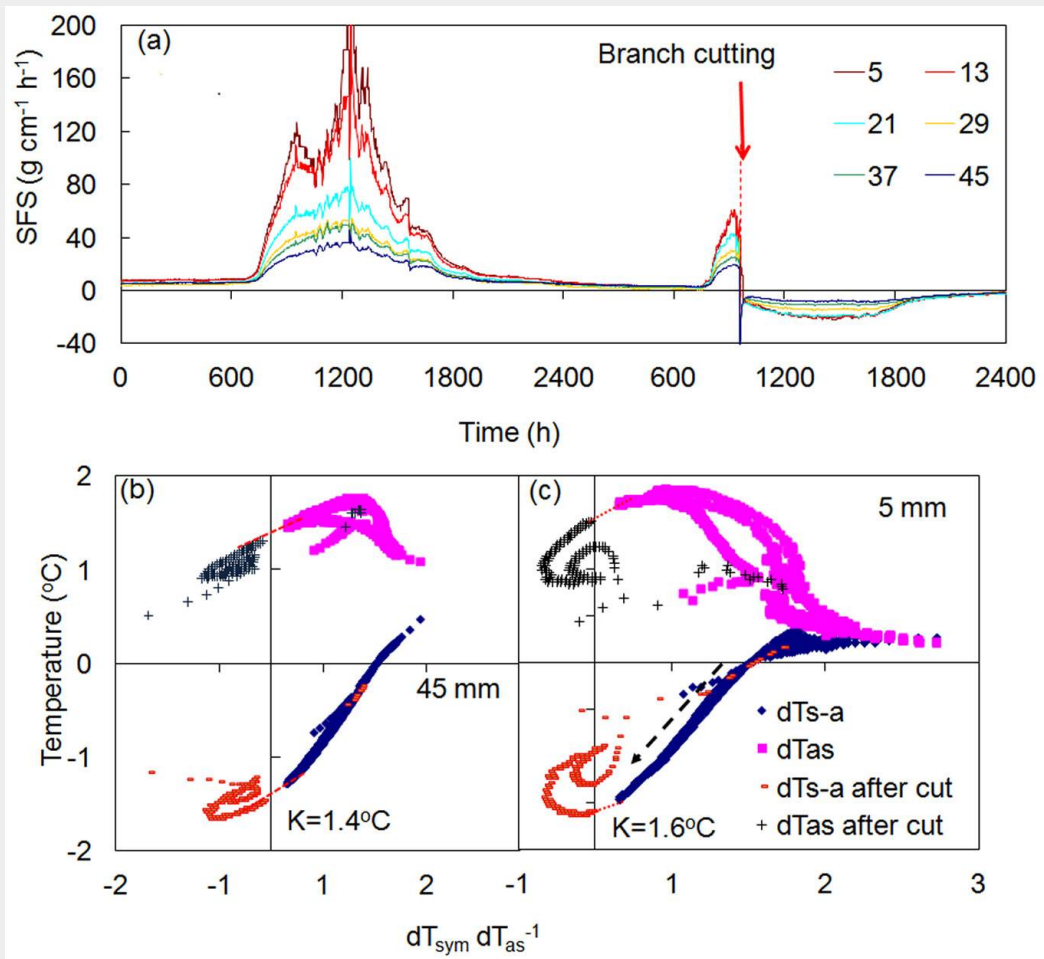 (a)
Branch cutting
SFS (g cm-1 h-1)
200
160
120
80
40
0
-40
5 13
21 29
37 45
0 600 1200 1800 2400 600 1200 1800 2400
Time (h)
(b) (c)
5 mm
45 mm
Temperature (oC)
2
1
0
-1
-2
dTs-a
dTas
dTs-a after cut
dTas after cut
K=1.4oC
K=1.6oC
-2 -1 1 2 -1 1 2 3
dTsym dTas-1